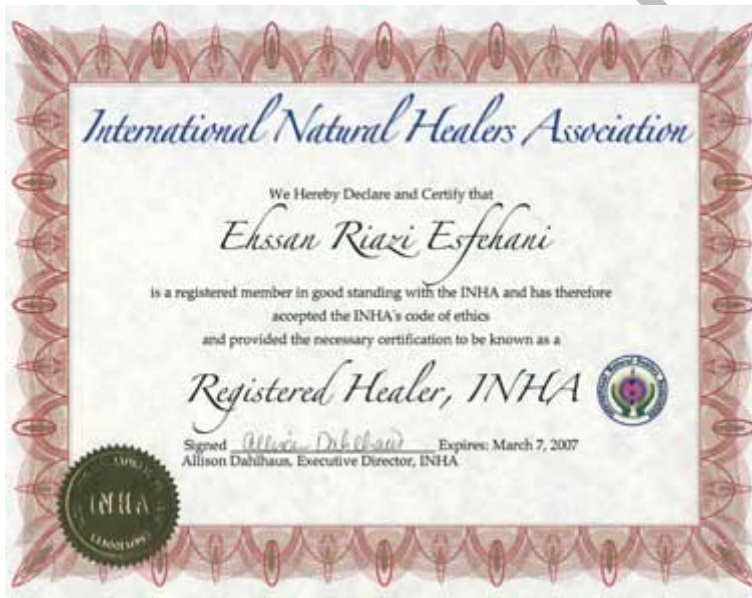 International Natural Healers Association
We Hereby Declare and Certify that
Ehssan Riazi Esfehani
is a registered member in good standing with the INHA and has therefore
accepted the INHA's code of ethics
and provided the necessary certification to be known as a
Registered Healer, INHA
Signed Allison Dahlhaus Expires: March 7, 2007
Allison Dahlhaus, Executive Director, INHA
INHA